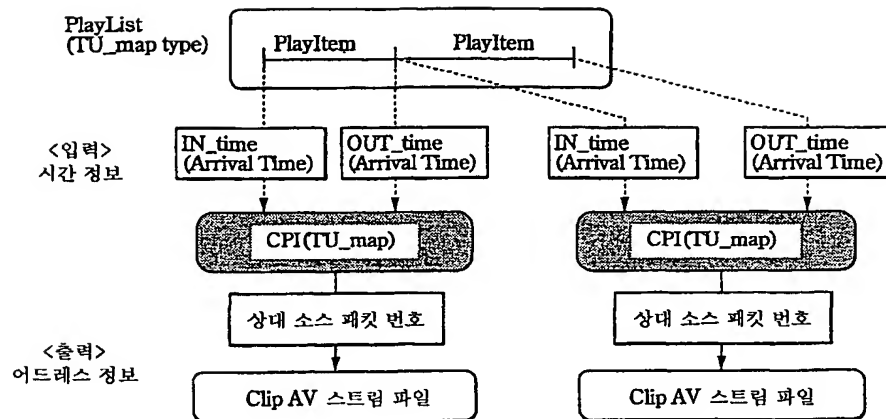 PlayList
(TU_map type)
PlayItem
PlayItem
<입력>
시간 정보
IN_time
(Arrival Time)
OUT_time
(Arrival Time)
IN_time
(Arrival Time)
OUT_time
(Arrival Time)
CPI(TU_map)
CPI(TU_map)
상대 소스 패킷 번호
상대 소스 패킷 번호
<출력>
어드레스 정보
Clip AV 스트림 파일
Clip AV 스트림 파일